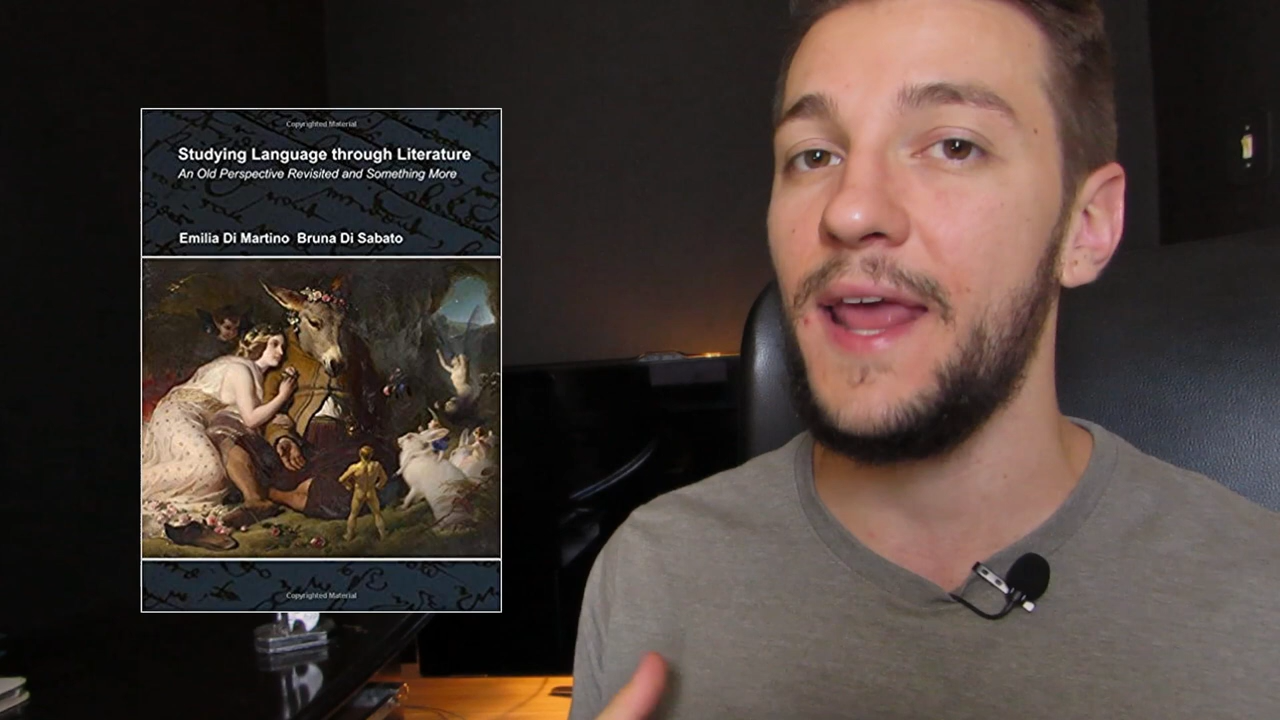 Copyrighted Material
Studying Language through Literature
An Old Perspective Revisited and Something More
Emilia Di Martino Bruna Di Sabato
Copyrighted Material